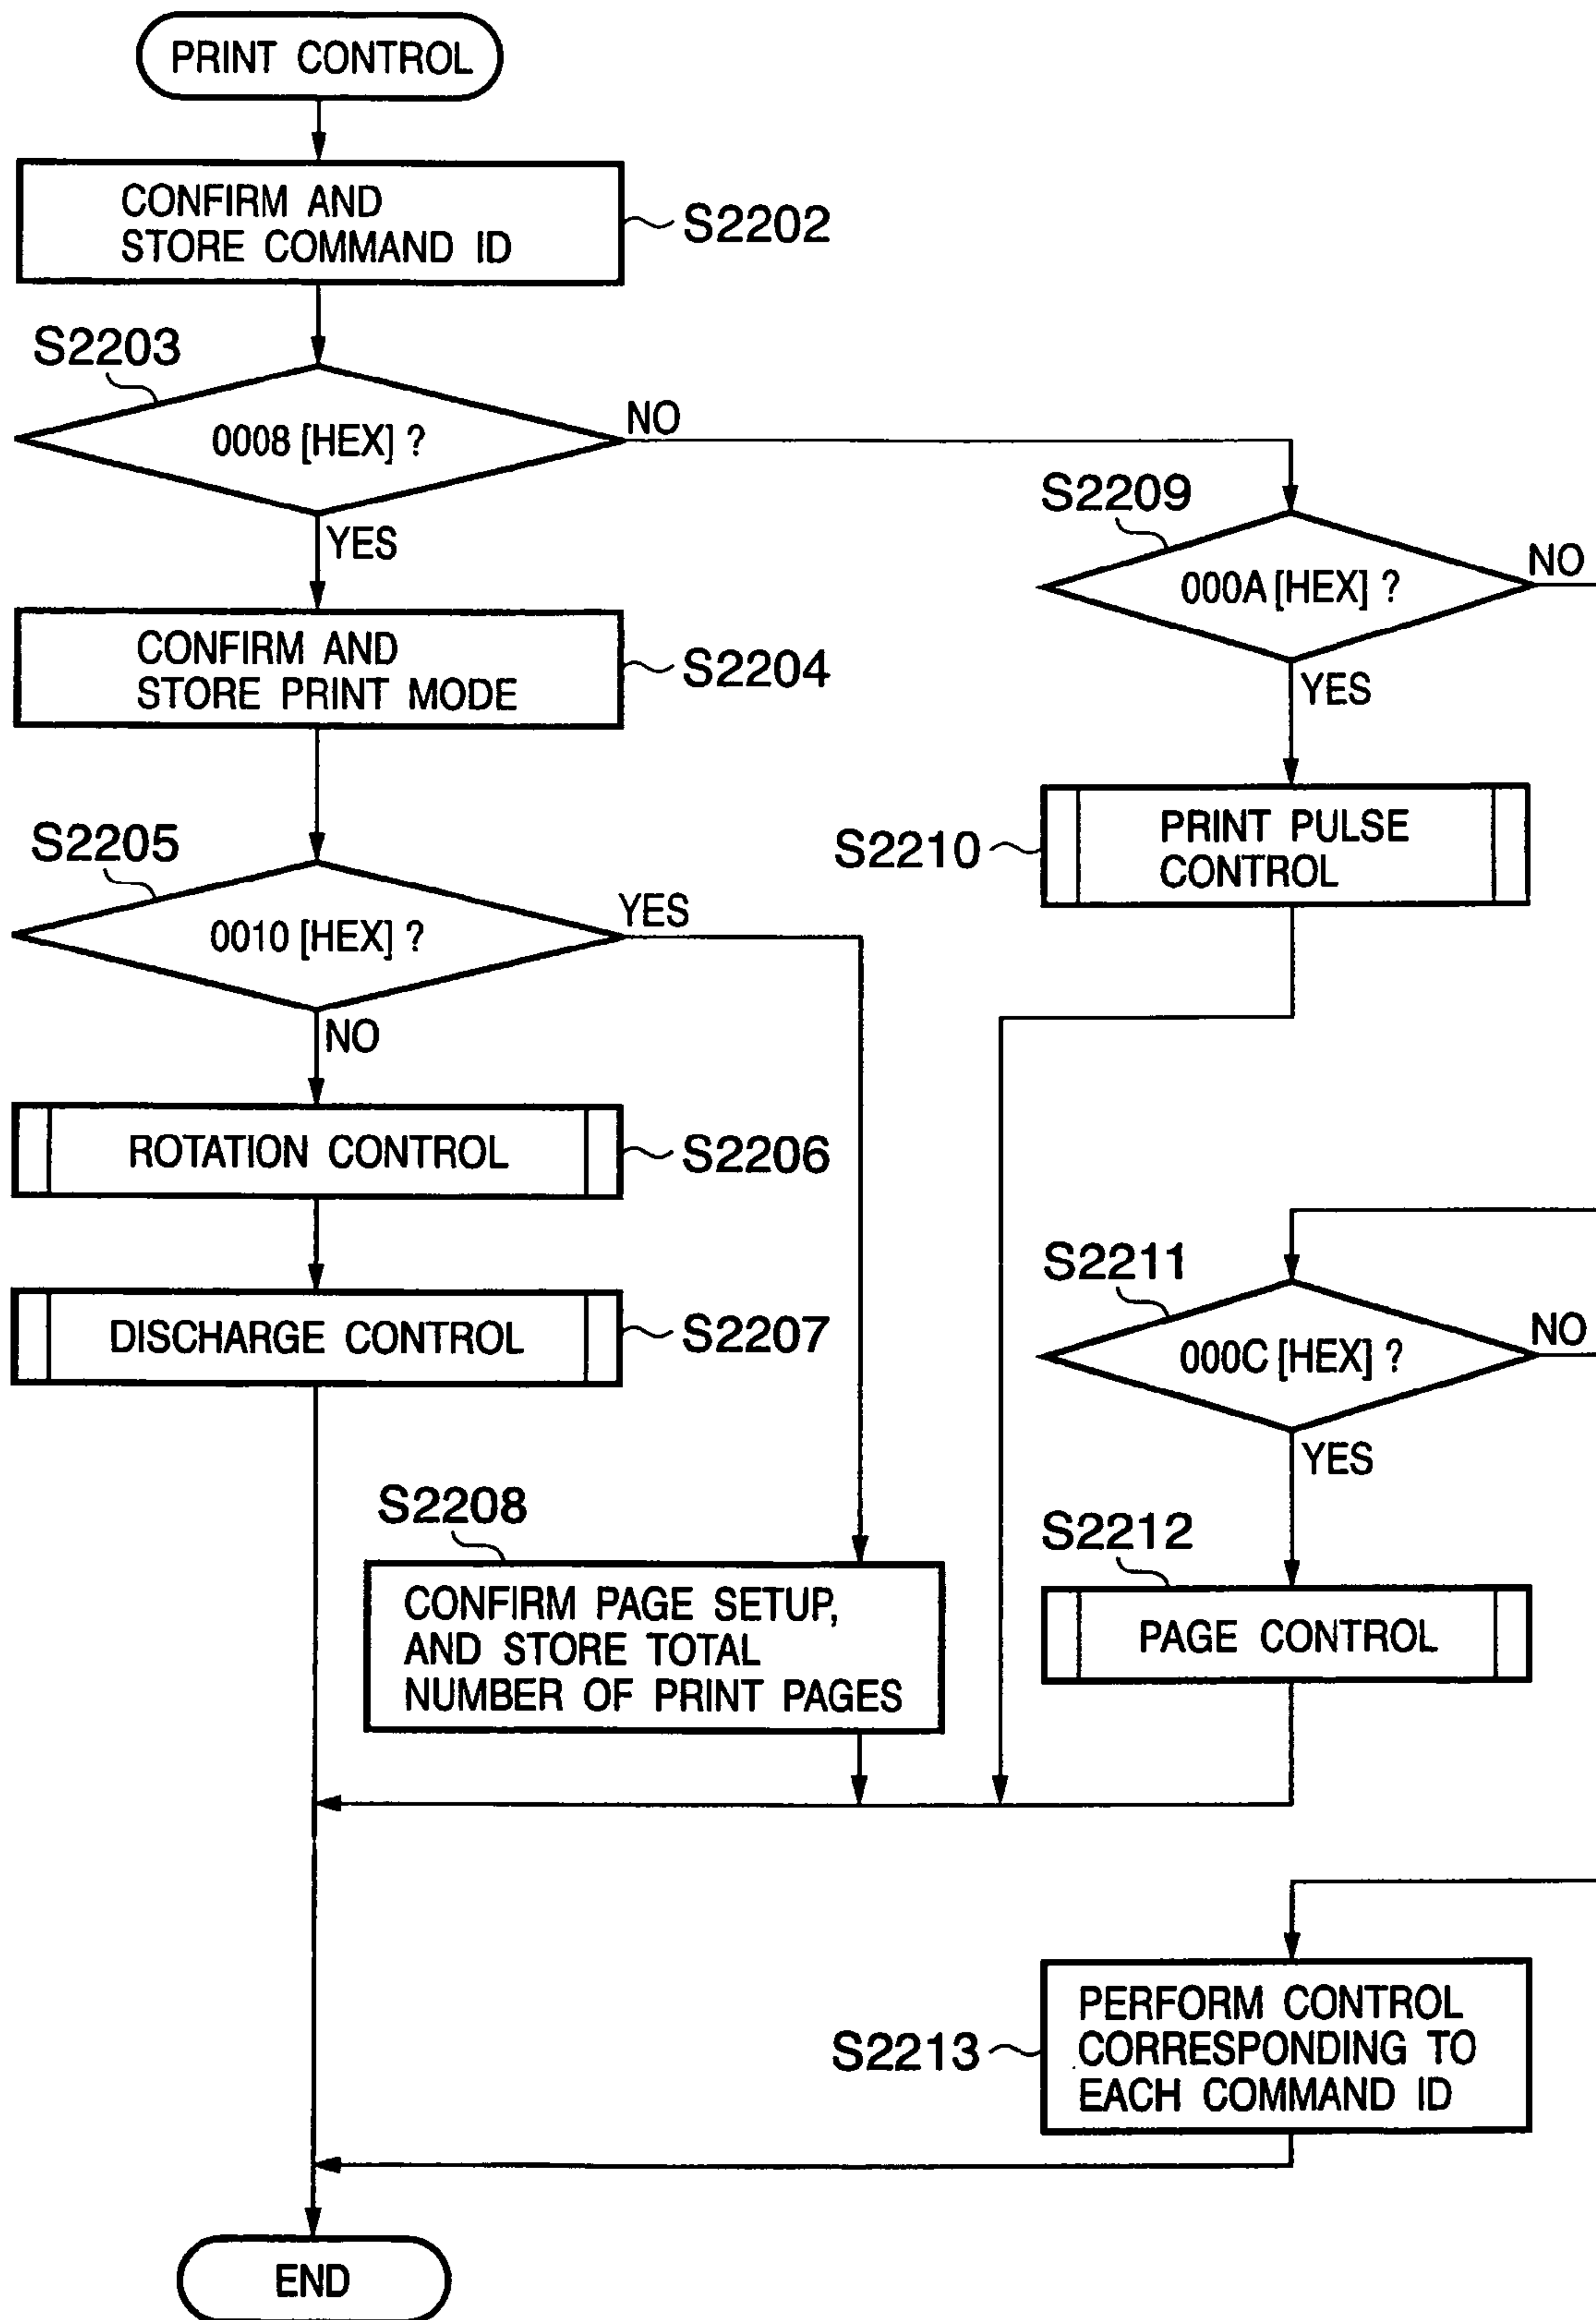 PRINT CONTROL
CONFIRM AND
STORE COMMAND ID
S2202
S2203
0008 [HEX] ?
NO
YES
S2209
000A [HEX] ?
NO
YES
CONFIRM AND
STORE PRINT MODE
S2204
S2210
PRINT PULSE
CONTROL
S2205
0010 [HEX] ?
YES
NO
ROTATION CONTROL
S2206
DISCHARGE CONTROL
S2207
S2211
000C [HEX] ?
NO
YES
S2208
CONFIRM PAGE SETUP,
AND STORE TOTAL
NUMBER OF PRINT PAGES
S2212
PAGE CONTROL
S2213
PERFORM CONTROL
CORRESPONDING TO
EACH COMMAND ID
END